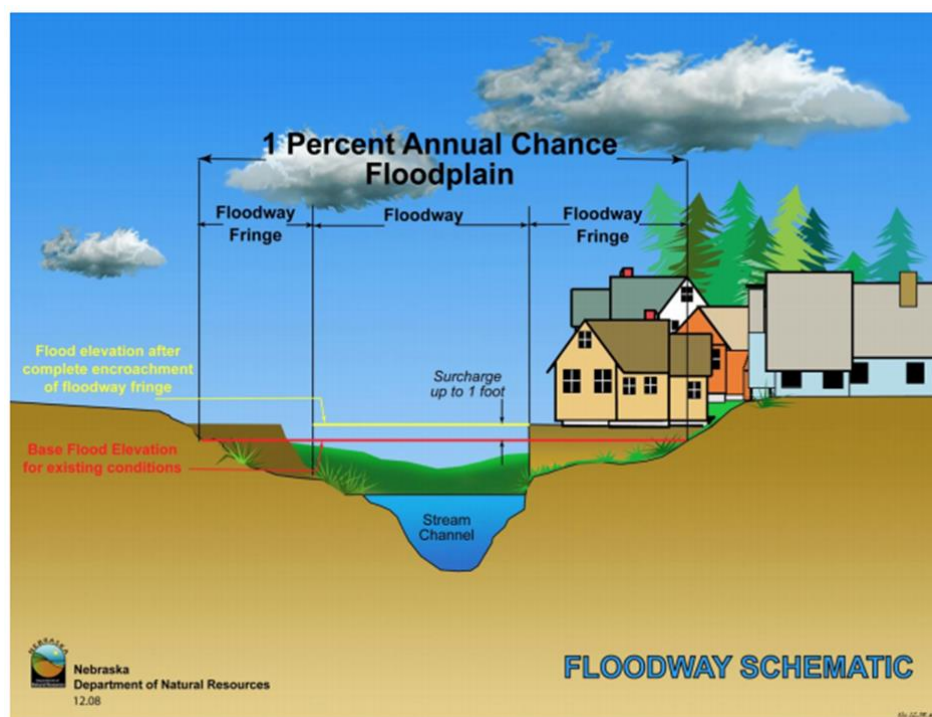 1 Percent Annual Chance
Floodplain
Floodway
Fringe
Floodway
Floodway
Fringe
Flood elevation after
complete encroachment
of floodway fringe
Surcharge
up to 1 foot
Base Flood Elevation
for existing conditions
Stream
Channel
NEBRASKA
Nebraska
Department of Natural Resources
12.08
FLOODWAY SCHEMATIC